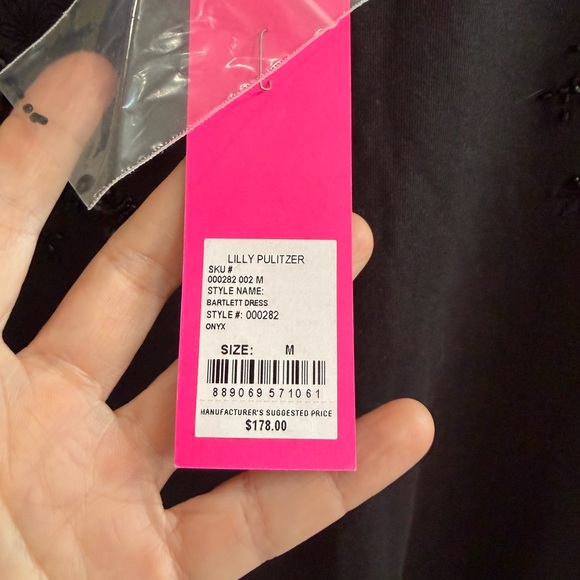 LILLY PULITZER
SKU #
000282 002 M
STYLE NAME:
BARTLETT DRESS
STYLE #: 000282
ONYX
SIZE: M
889069 571061
MANUFACTURER'S SUGGESTED PRICE
$178.00